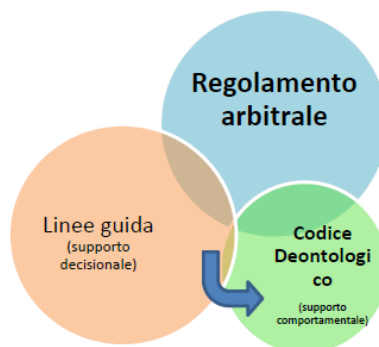 Regolamento
arbitrale
Linee guida
(supporto
decisionale)
Codice
Deontologi
co
(supporto
comportamentale)